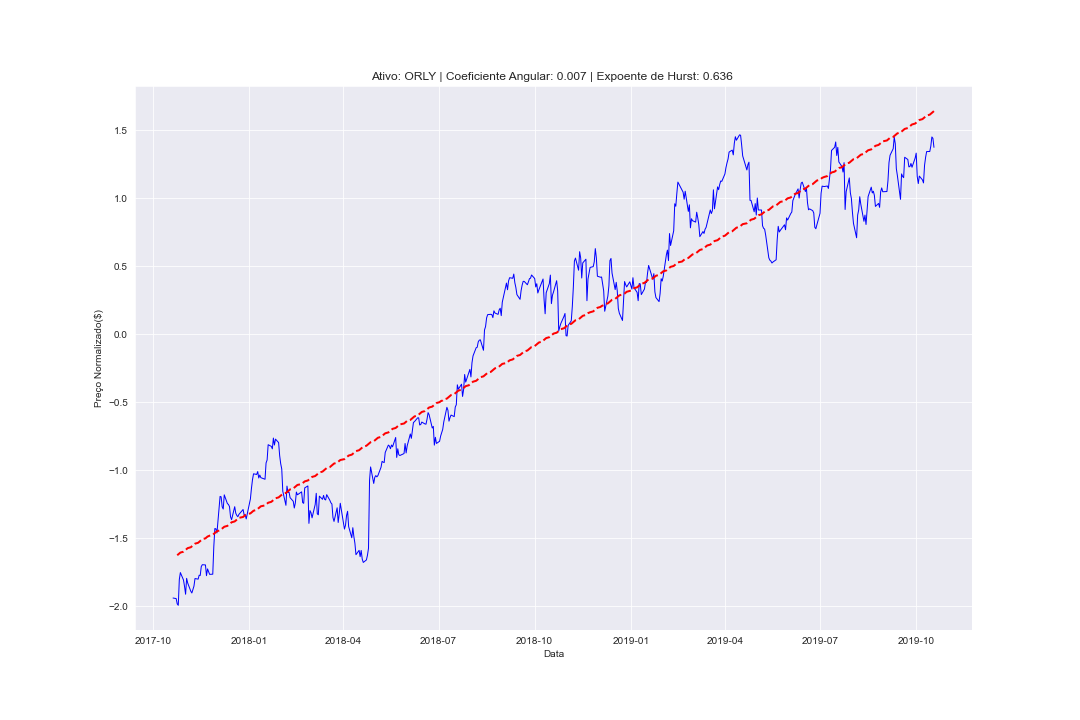 Ativo: ORLY | Coeficiente Angular: 0.007 | Expoente de Hurst: 0.636
Preço Normalizado($)
1.5
1.0
0.5
0.0
−0.5
−1.0
−1.5
−2.0
2017-10 2018-01 2018-04 2018-07 2018-10 2019-01 2019-04 2019-07 2019-10
Data